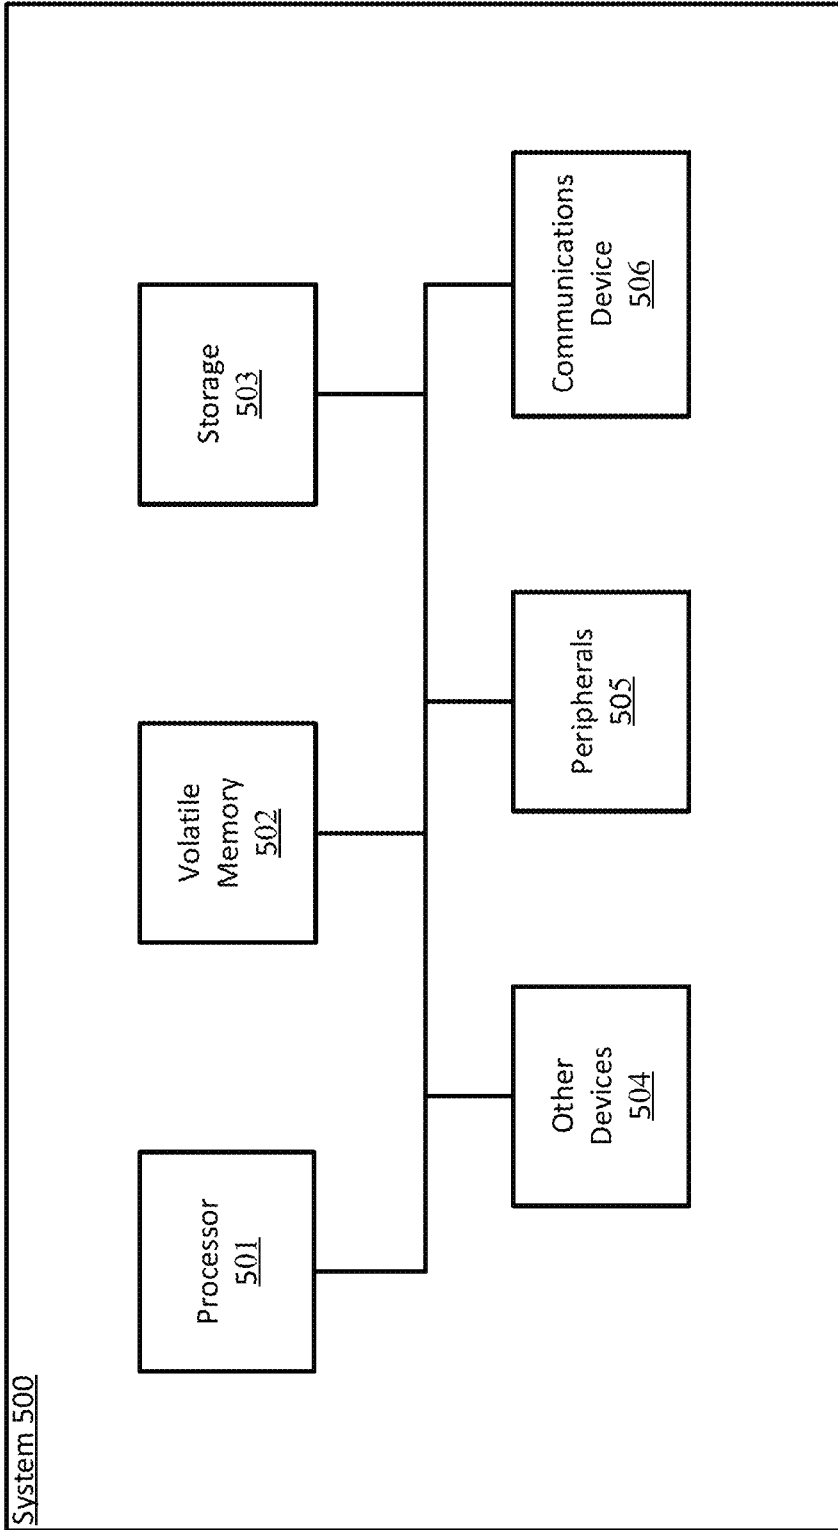 System 500
Processor
501
Volatile
Memory
502
Storage
503
Other
Devices
504
Peripherals
505
Communications
Device
506